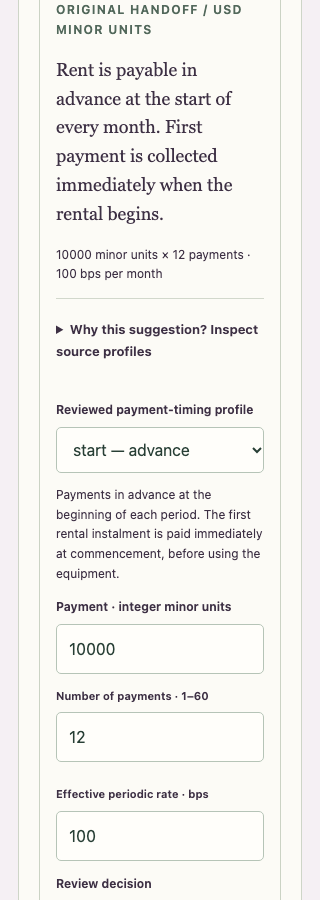 ORIGINAL HANDOFF / USD
MINOR UNITS
Rent is payable in
advance at the start of
every month. First
payment is collected
immediately when the
rental begins.
10000 minor units × 12 payments ·
100 bps per month
▶ Why this suggestion? Inspect
source profiles
Reviewed payment-timing profile
start — advance
Payments in advance at the
beginning of each period. The first
rental instalment is paid immediately
at commencement, before using the
equipment.
Payment · integer minor units
10000
Number of payments · 1–60
12
Effective periodic rate · bps
100
Review decision